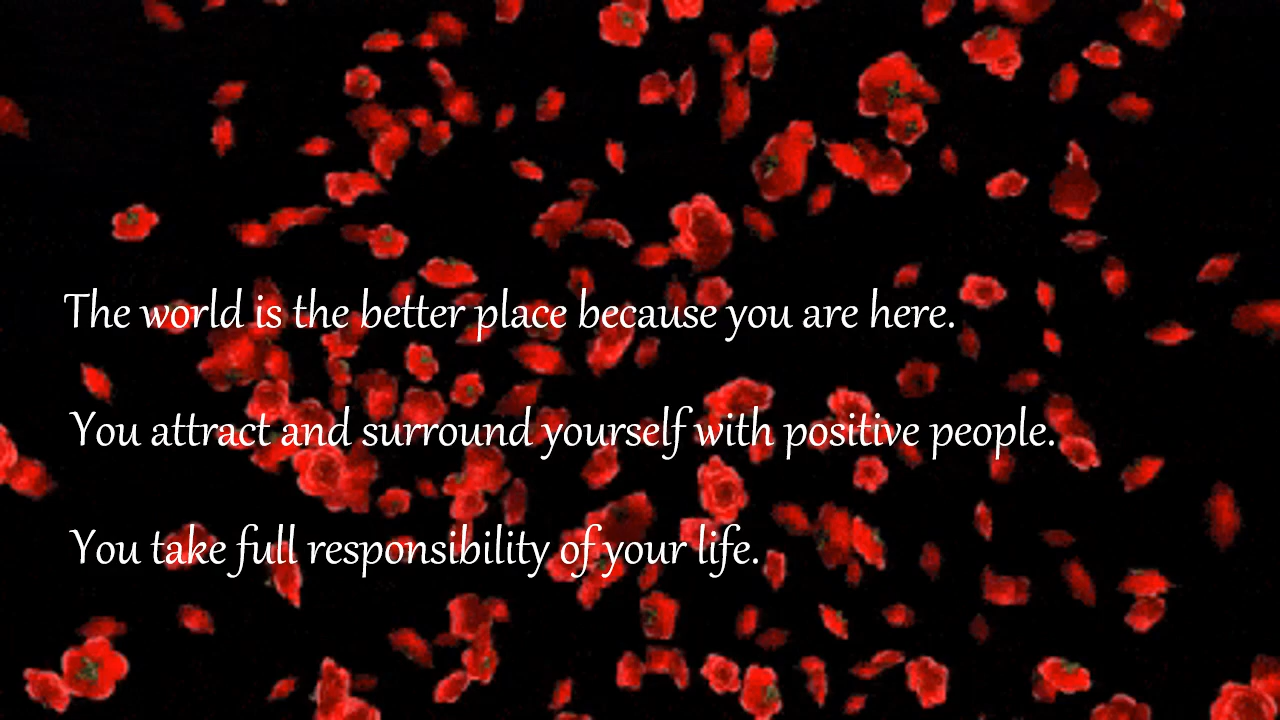 The world is the better place because you are here.
You attract and surround yourself with positive people.
You take full responsibility of your life.